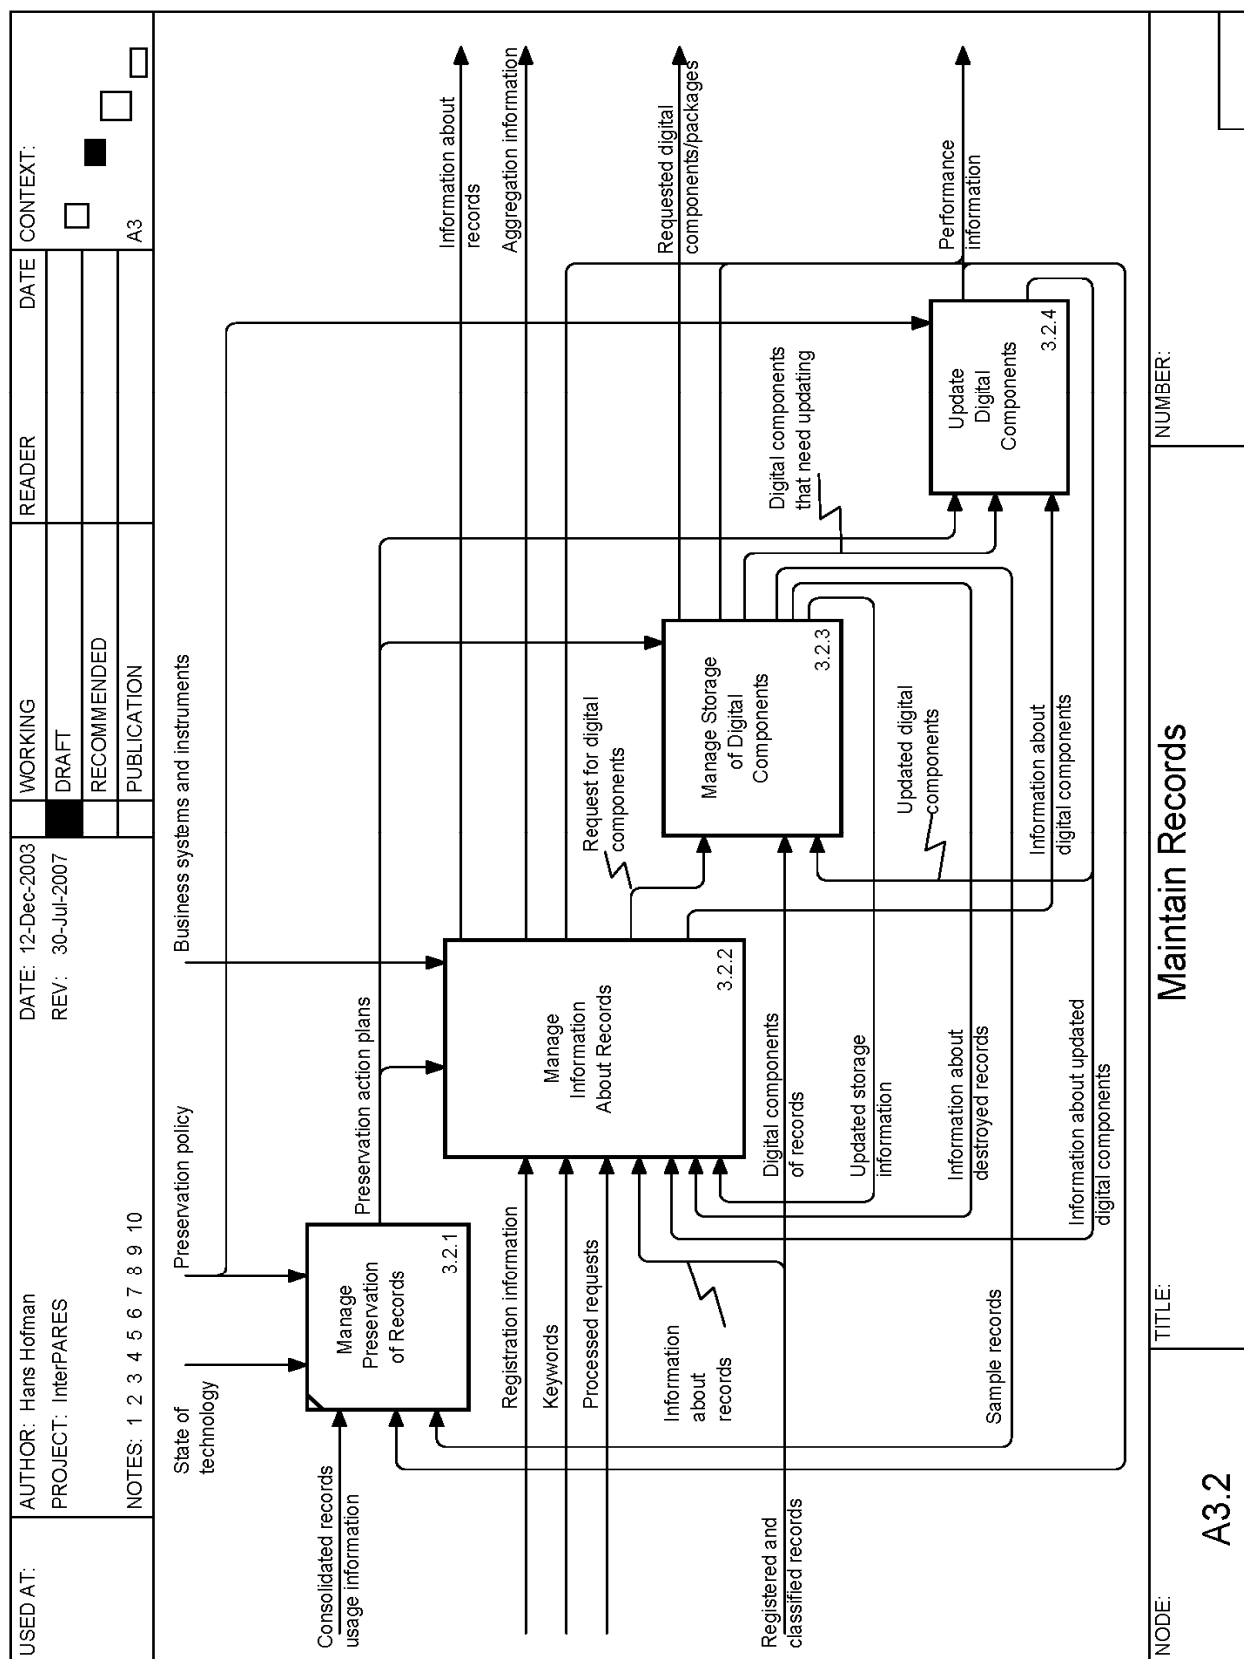 USED AT:
AUTHOR: Hans Hofman
DATE: 12-Dec-2003
WORKING
READER
DATE
CONTEXT:
PROJECT: InterPARES
REV: 30-Jul-2007
DRAFT
RECOMMENDED
NOTES: 1 2 3 4 5 6 7 8 9 10
PUBLICATION
A3
State of
technology
Preservation policy
Business systems and instruments
Consolidated records
usage information
Manage
Preservation
of Records
3.2.1
Preservation action plans
Information about
records
Aggregation information
Registration information
Keywords
Processed requests
Manage
Information
About Records
3.2.2
Request for digital
components
Requested digital
components/packages
Information
about
records
Manage Storage
of Digital
Components
3.2.3
Digital components
that need updating
Registered and
classified records
Digital components
of records
Updated storage
information
Updated digital
components
Update
Digital
Components
3.2.4
Performance
information
Information about
destroyed records
Sample records
Information about
digital components
Information about updated
digital components
NODE:
TITLE:
NUMBER:
A3.2
Maintain Records